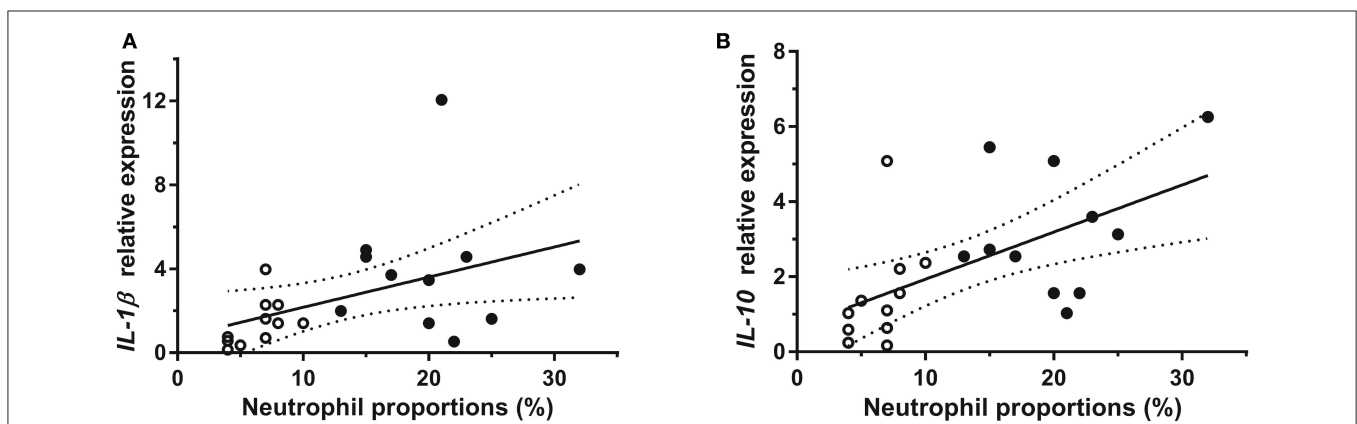 A
IL-1β relative expression
12
8
4
0
0 10 20 30
Neutrophil proportions (%)
B
IL-10 relative expression
8
6
4
2
0
0 10 20 30
Neutrophil proportions (%)